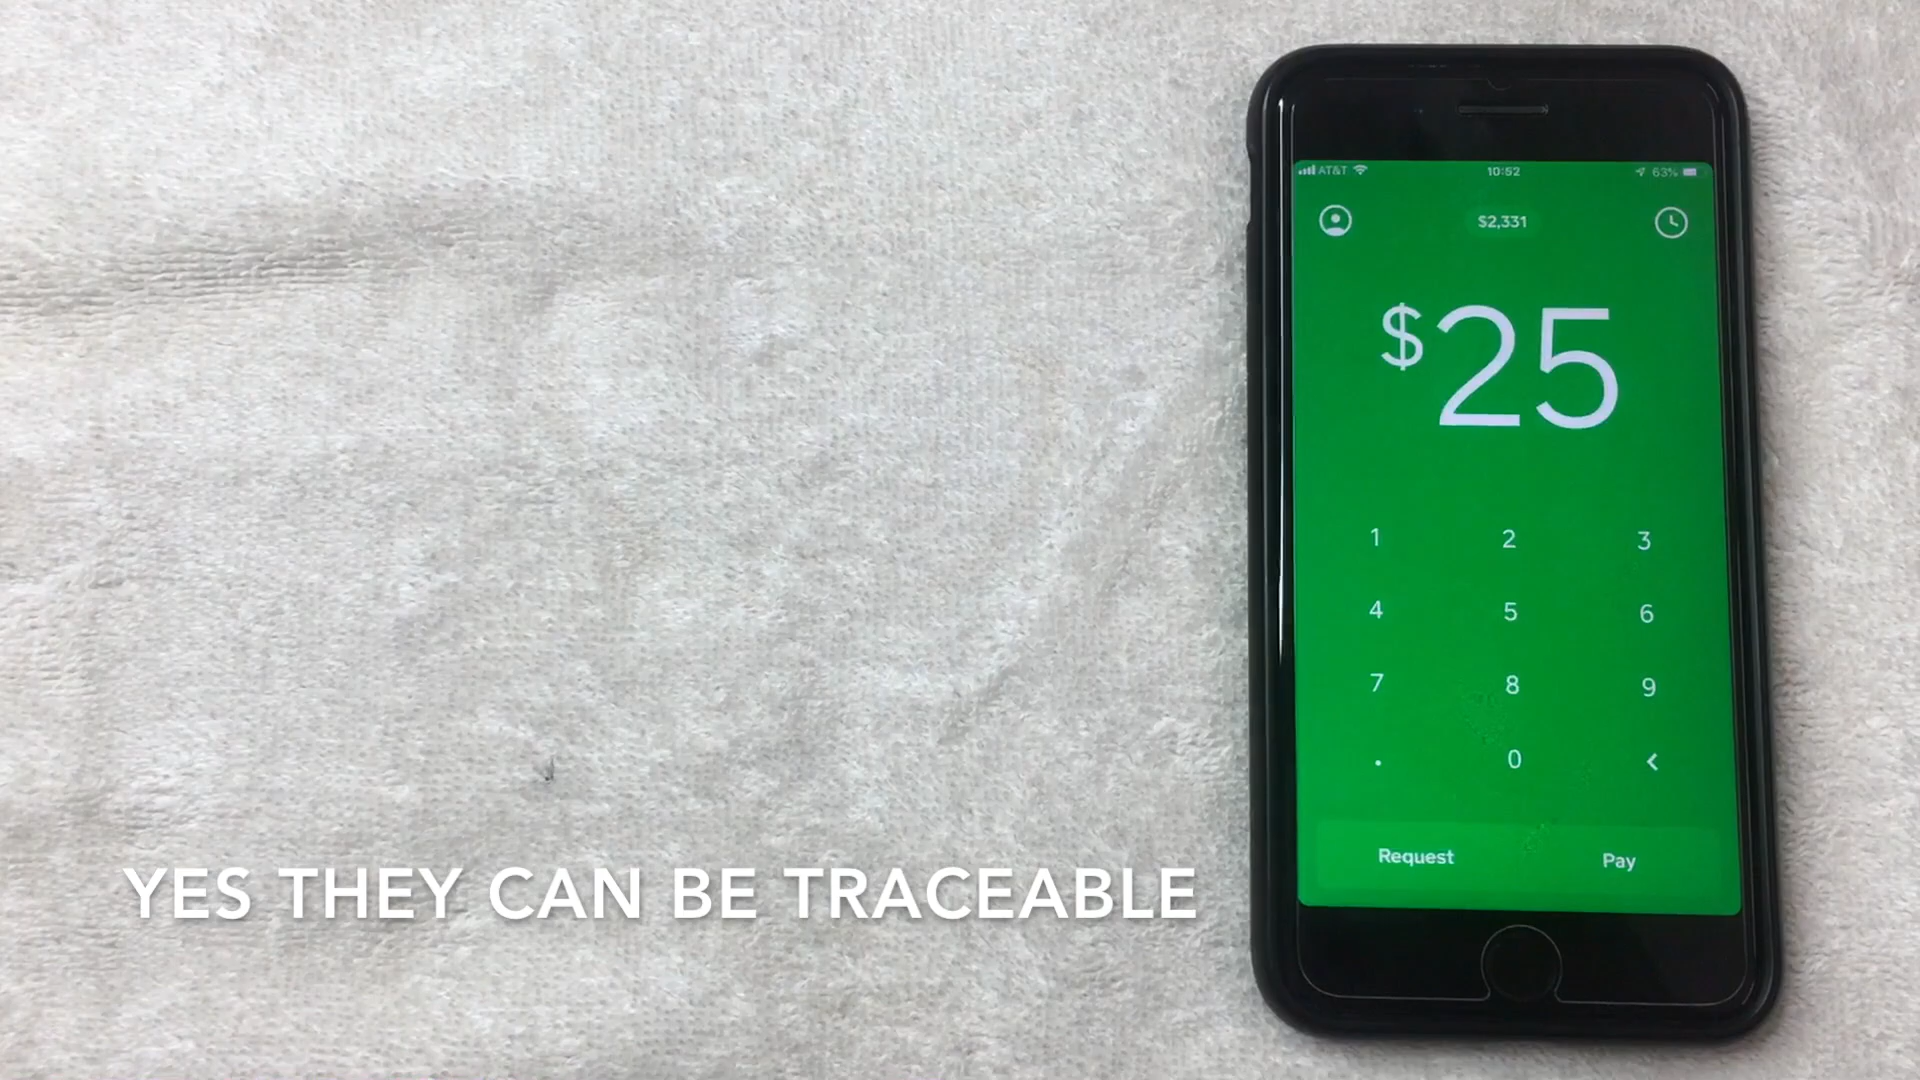 AT&T 10:52 63%
$2,331
$25
1 2 3
4 5 6
7 8 9
. 0 <
Request Pay
YES THEY CAN BE TRACEABLE